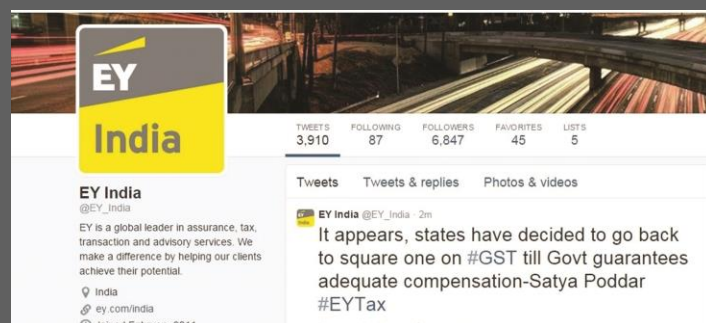 EY
India
TWEETS FOLLOWING FOLLOWERS FAVORITES LISTS
3,910 87 6,847 45 5
EY India
@EY_India
EY is a global leader in assurance, tax,
transaction and advisory services. We
make a difference by helping our clients
achieve their potential.
India
ey.com/india
Tweets Tweets & replies Photos & videos
EY India @EY_India · 2m
It appears, states have decided to go back
to square one on #GST till Govt guarantees
adequate compensation-Satya Poddar
#EYTax